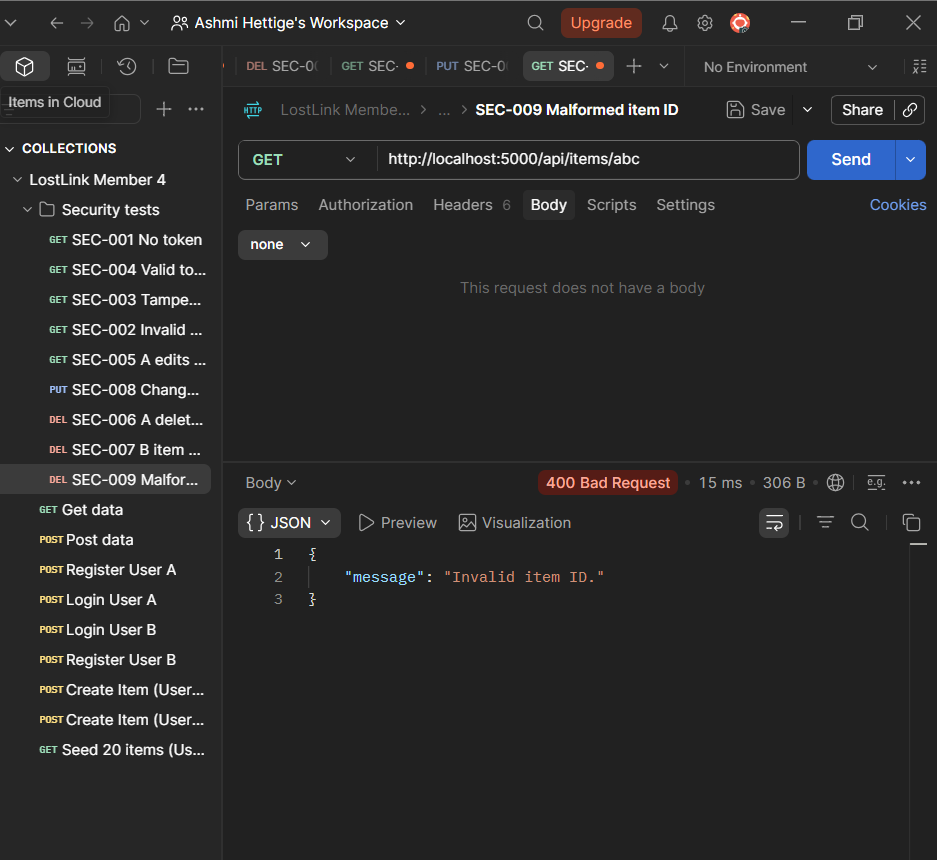 Ashmi Hettige's Workspace
Upgrade
DEL SEC-0
GET SEC-
PUT SEC-0
GET SEC-
No Environment
Items in Cloud
HTTP LostLink Membe... > ... > SEC-009 Malformed item ID
Save
Share
COLLECTIONS
LostLink Member 4
Security tests
GET SEC-001 No token
GET SEC-004 Valid to...
GET SEC-003 Tampe...
GET SEC-002 Invalid ...
GET SEC-005 A edits ...
PUT SEC-008 Chang...
DEL SEC-006 A delet...
DEL SEC-007 B item ...
DEL SEC-009 Malfor...
GET Get data
POST Post data
POST Register User A
POST Login User A
POST Login User B
POST Register User B
POST Create Item (User...
POST Create Item (User...
GET Seed 20 items (Us...
GET
http://localhost:5000/api/items/abc
Send
Params Authorization Headers 6 Body Scripts Settings
Cookies
none
This request does not have a body
Body
400 Bad Request • 15 ms • 306 B
e.g.
{} JSON
Preview
Visualization
1 {
2 "message": "Invalid item ID."
3 }